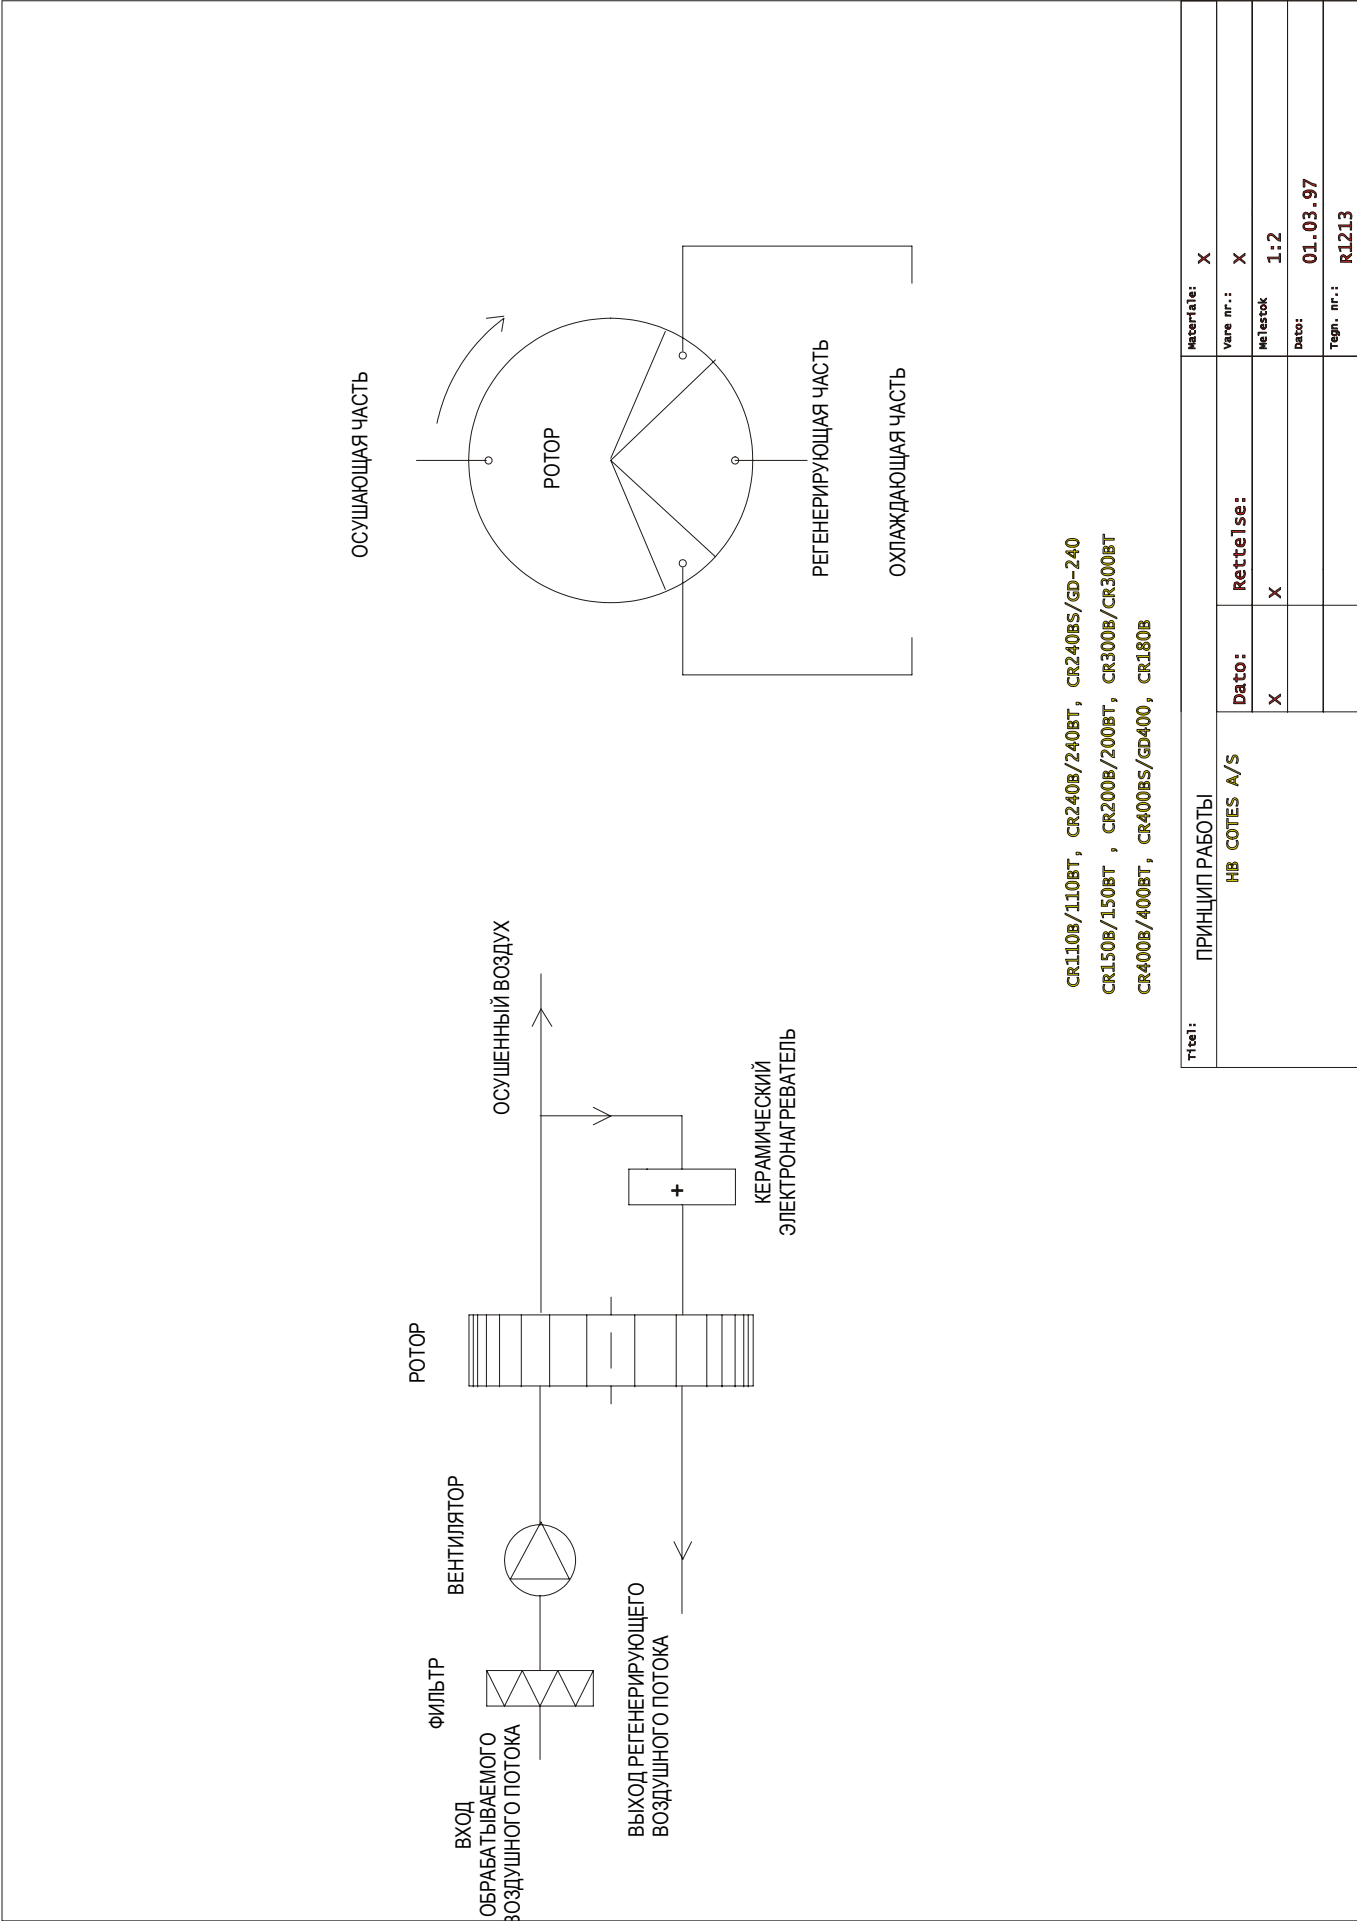 ВХОД
ОБРАБАТЫВАЕМОГО
ВОЗДУШНОГО ПОТОКА
ФИЛЬТР
ВЕНТИЛЯТОР
РОТОР
ОСУШЕННЫЙ ВОЗДУХ
КЕРАМИЧЕСКИЙ
ЭЛЕКТРОНАГРЕВАТЕЛЬ
ВЫХОД РЕГЕНЕРИРУЮЩЕГО
ВОЗДУШНОГО ПОТОКА
ОСУШАЮЩАЯ ЧАСТЬ
РОТОР
РЕГЕНЕРИРУЮЩАЯ ЧАСТЬ
ОХЛАЖДАЮЩАЯ ЧАСТЬ
CR110B/110BT, CR240B/240BT, CR240BS/GD-240
CR150B/150BT , CR200B/200BT, CR300B/CR300BT
CR400B/400BT, CR400BS/GD400, CR180B
Titel:
ПРИНЦИП РАБОТЫ
HB COTES A/S
Dato: Rettelse:
X X
Materiale: X
Vare nr.: X
Melestok 1:2
Dato: 01.03.97
Tegn. nr.: R1213